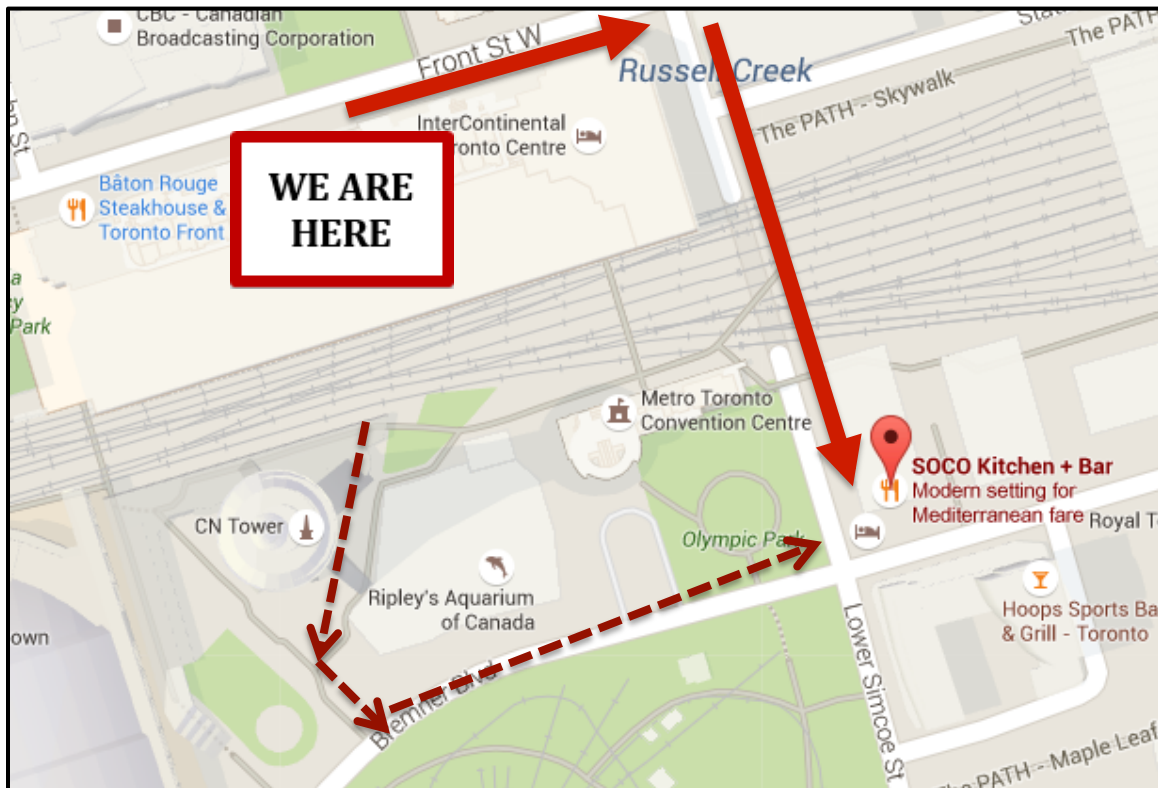 CBC - Canadian
Broadcasting Corporation
Front St W
Russell Creek
The PATH
The PATH - Skywalk
InterContinental
ronto Centre
WE ARE
HERE
Bâton Rouge
Steakhouse &
Toronto Front
Park
Metro Toronto
Convention Centre
SOCO Kitchen + Bar
Modern setting for
Mediterranean fare
Royal T
CN Tower
Olympic Park
Ripley's Aquarium
of Canada
Hoops Sports Ba
& Grill - Toronto
own
Bremner Blvd
Lower Simcoe St
The PATH - Maple Leaf